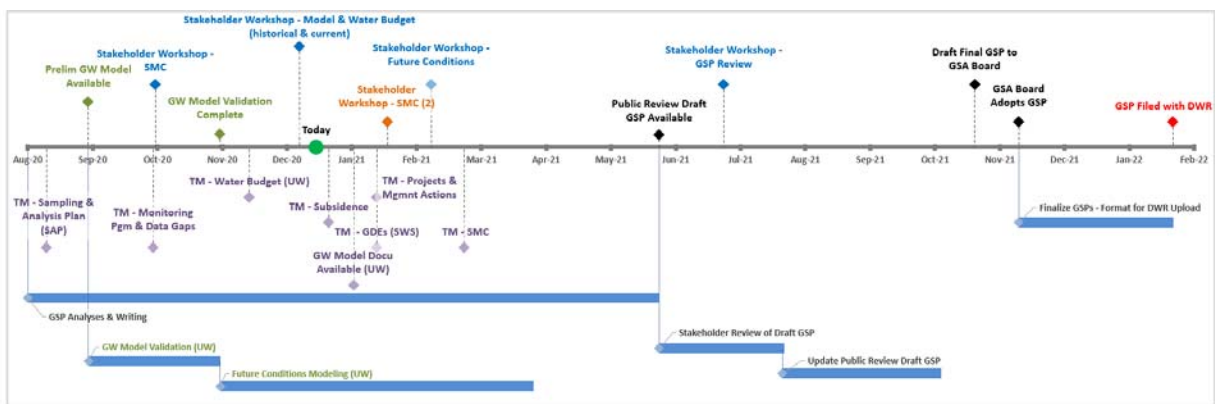 Stakeholder Workshop - Model & Water Budget
(historical & current)
Stakeholder Workshop -
SMC
Stakeholder Workshop -
Future Conditions
Stakeholder Workshop -
GSP Review
Draft Final GSP to
GSA Board
Prelim GW Model
Available
GW Model Validation
Complete
Stakeholder
Workshop - SMC (2)
Public Review Draft
GSP Available
GSA Board
Adopts GSP
GSP Filed with DWR
Today
Aug-20
Sep-20
Oct-20
Nov-20
Dec-20
Jan-21
Feb-21
Mar-21
Apr-21
May-21
Jun-21
Jul-21
Aug-21
Sep-21
Oct-21
Nov-21
Dec-21
Jan-22
Feb-22
TM - Sampling &
Analysis Plan
(SAP)
TM - Monitoring
Pgm & Data Gaps
TM - Water Budget (UW)
TM - Subsidence
TM - Projects &
Mgmnt Actions
TM - GDEs (SWS)
TM - SMC
GW Model Docu
Available (UW)
Finalize GSPs - Format for DWR Upload
GSP Analyses & Writing
Stakeholder Review of Draft GSP
GW Model Validation (UW)
Update Public Review Draft GSP
Future Conditions Modeling (UW)